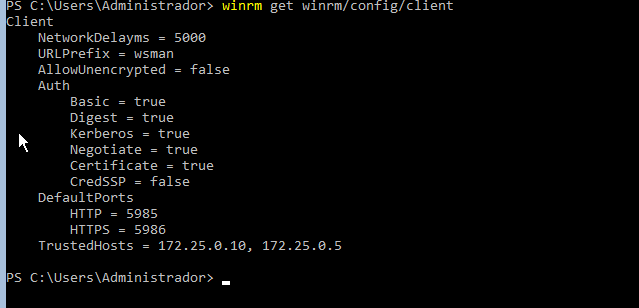 PS C:\Users\Administrador> winrm get winrm/config/client
Client
    NetworkDelayms = 5000
    URLPrefix = wsman
    AllowUnencrypted = false
    Auth
        Basic = true
        Digest = true
        Kerberos = true
        Negotiate = true
        Certificate = true
        CredSSP = false
    DefaultPorts
        HTTP = 5985
        HTTPS = 5986
    TrustedHosts = 172.25.0.10, 172.25.0.5
PS C:\Users\Administrador>